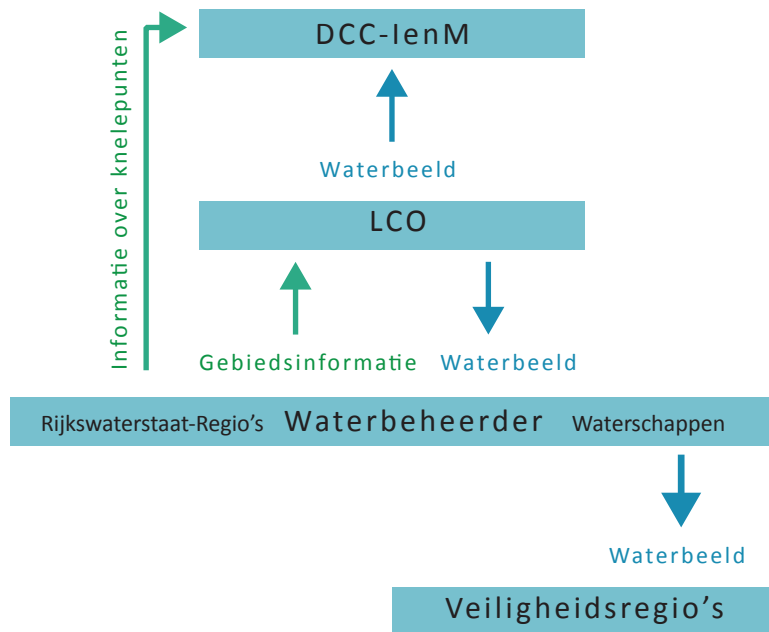 DCC-IenM
Informatie over knelepunten
Waterbeeld
LCO
Gebiedsinformatie Waterbeeld
Rijkswaterstaat-Regio's Waterbeheerder Waterschappen
Waterbeeld
Veiligheidsregio's